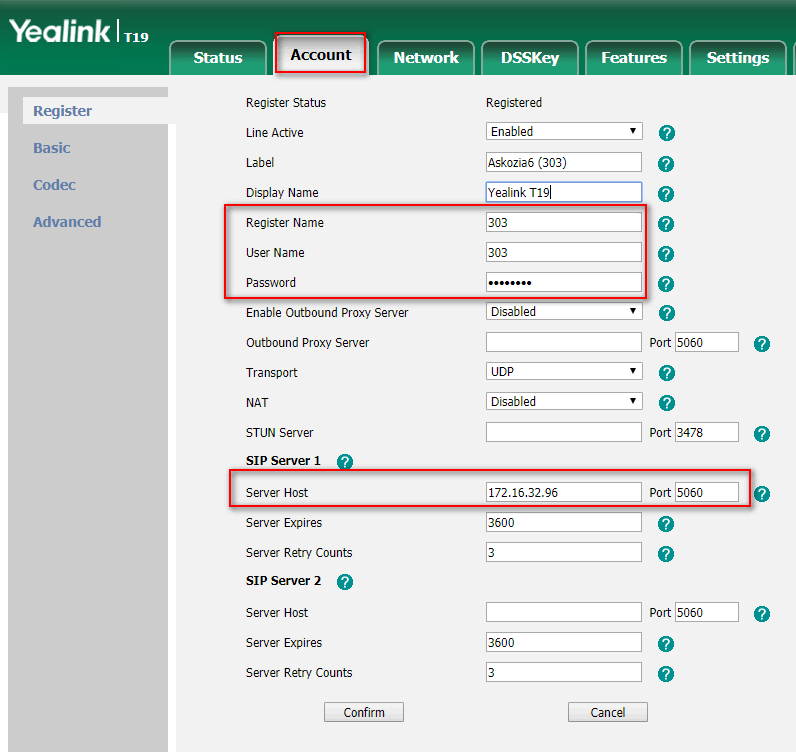 Yealink T19
Status Account Network DSSKey Features Settings
Register
Basic
Codec
Advanced
Register Status Registered
Line Active Enabled ?
Label Askozia6 (303) ?
Display Name Yealink T19 ?
Register Name 303 ?
User Name 303 ?
Password •••••••• ?
Enable Outbound Proxy Server Disabled ?
Outbound Proxy Server Port 5060 ?
Transport UDP ?
NAT Disabled ?
STUN Server Port 3478 ?
SIP Server 1 ?
Server Host 172.16.32.96 Port 5060 ?
Server Expires 3600 ?
Server Retry Counts 3 ?
SIP Server 2 ?
Server Host Port 5060 ?
Server Expires 3600 ?
Server Retry Counts 3 ?
Confirm Cancel